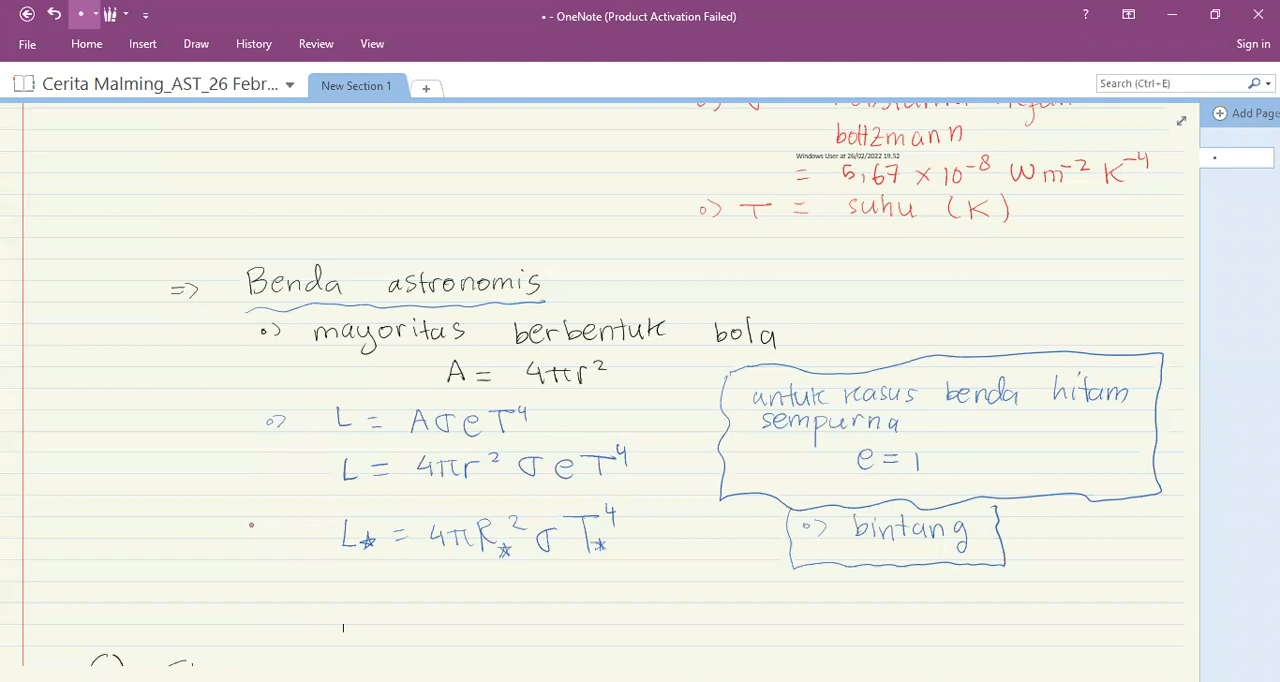 • - OneNote (Product Activation Failed)
File Home Insert Draw History Review View
Sign in
Cerita Malming_AST_26 Febr...
New Section 1
Search (Ctrl+E)
Add Page
boltzmann
Windows User at 26/02/2022 19.52
= 5,67 × 10⁻⁸ W m⁻² K⁻⁴
o) T = suhu (K)
=> Benda astronomis
o) mayoritas berbentuk bola
A = 4πr²
o) L = AσeT⁴
L = 4πr² σeT⁴
L★ = 4πR★² σ T★⁴
untuk kasus benda hitam
sempurna
e = 1
o) bintang